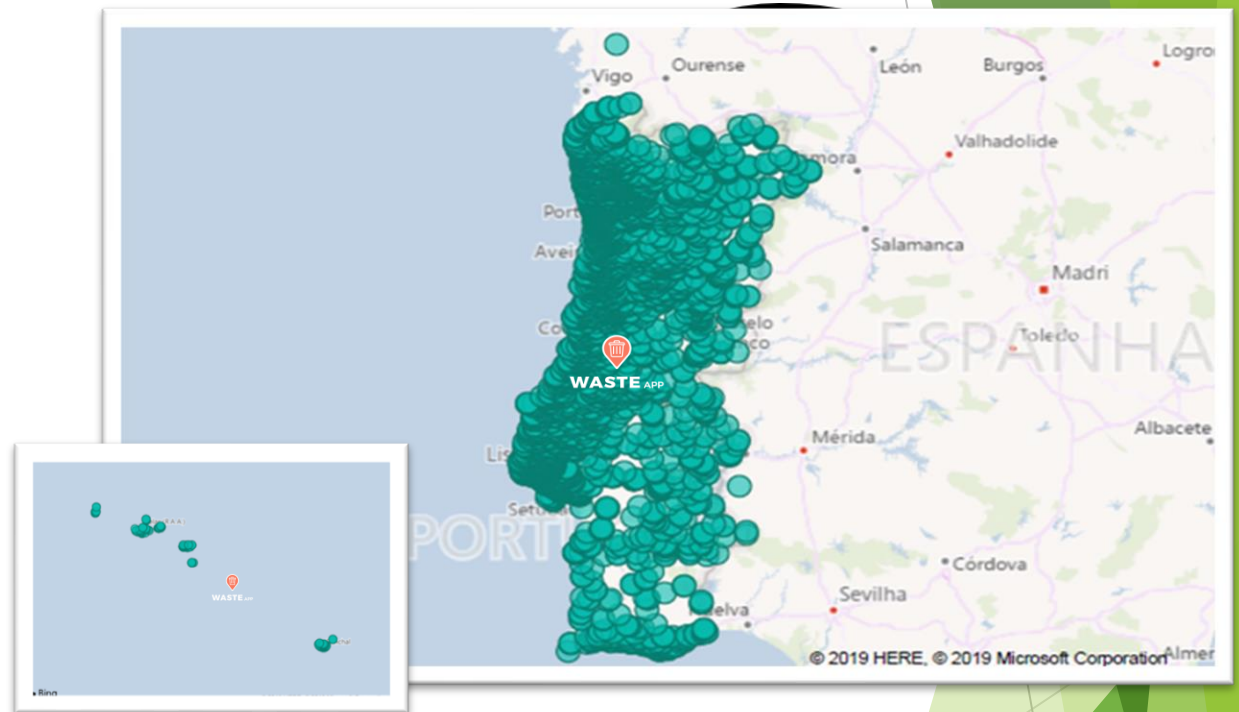 Logro
Vigo
Ourense
León
Burgos
Valhadolide
mora
Port
Avei
Salamanca
Madri
Co
elo
co
Toledo
ESPANHA
WASTE APP
Mérida
Albacete
Lis
Setú
PORT
Córdova
Sevilha
elva
© 2019 HERE, © 2019 Microsoft Corporation
Almer
WASTE APP
Bing